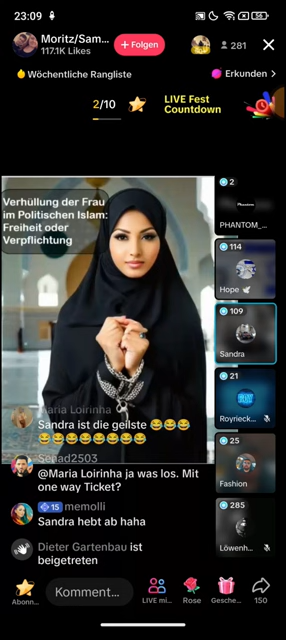 23:09
56
Moritz/Sam...
117.1K Likes
+ Folgen
281
Wöchentliche Rangliste
Erkunden >
2/10
LIVE Fest
Countdown
Verhüllung der Frau
im Politischen Islam:
Freiheit oder
Verpflichtung
2
Phantom
PHANTOM_...
114
Hope
109
Sandra
21
Royrieck...
25
Fashion
285
Löwenh...
Maria Loirinha
Sandra ist die geilste 😂😂😂
😂😂😂😂😂😂😂😂
Senad2503
@Maria Loirinha ja was los. Mit
one way Ticket?
15 memolli
Sandra hebt ab haha
Dieter Gartenbau ist
beigetreten
Abonn...
Komment...
LIVE mi...
Rose
Gesche...
150